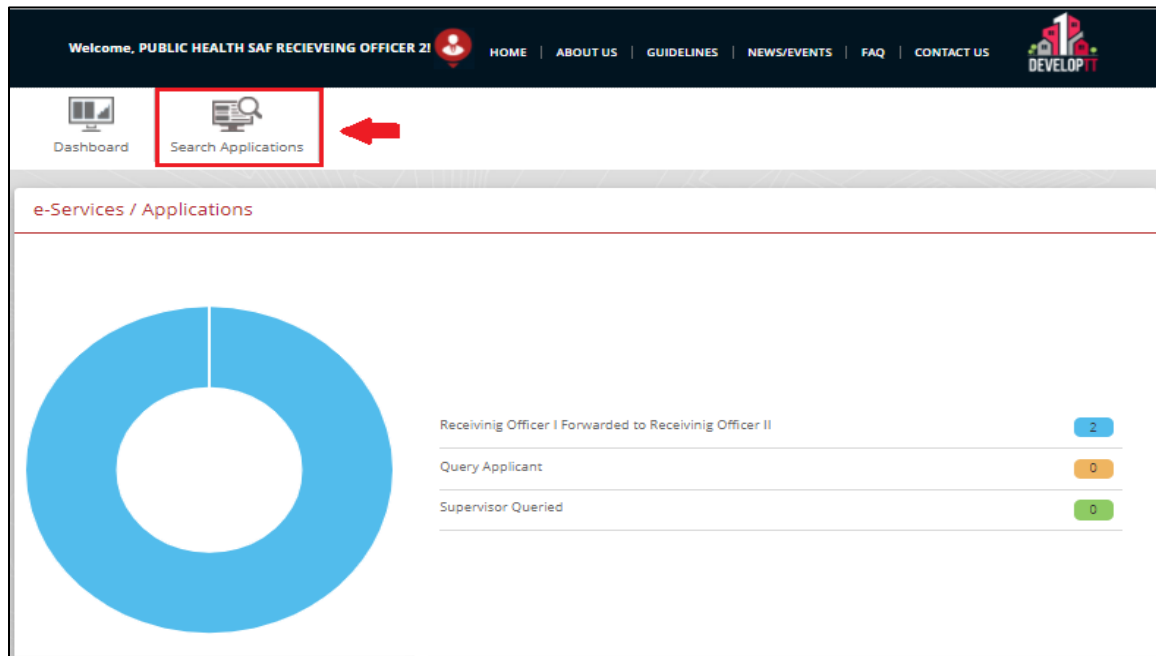 Welcome, PUBLIC HEALTH SAF RECIEVEING OFFICER 2! HOME | ABOUT US | GUIDELINES | NEWS/EVENTS | FAQ | CONTACT US
DEVELOPTT
Dashboard Search Applications
e-Services / Applications
Receivinig Officer I Forwarded to Receivinig Officer II 2
Query Applicant 0
Supervisor Queried 0